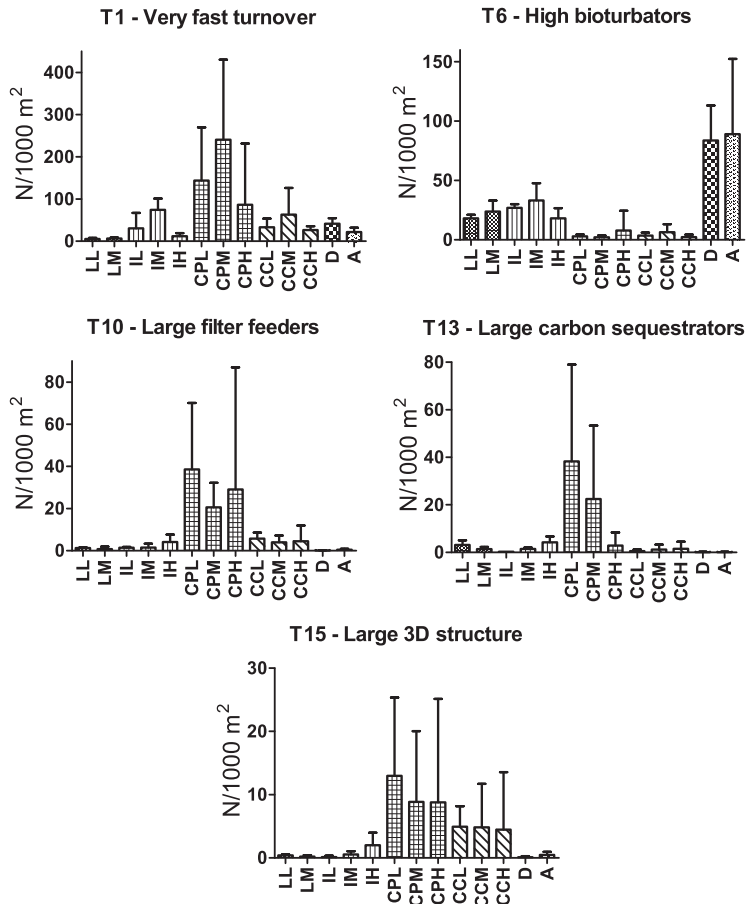 T1 - Very fast turnover
N/1000 m²
400
300
200
100
0
LL LM IL IM IH CPL CPM CPH CCL CCM CCH D A
T6 - High bioturbators
N/1000 m²
150
100
50
0
LL LM IL IM IH CPL CPM CPH CCL CCM CCH D A
T10 - Large filter feeders
N/1000 m²
80
60
40
20
0
LL LM IL IM IH CPL CPM CPH CCL CCM CCH D A
T13 - Large carbon sequestrators
N/1000 m²
80
60
40
20
0
LL LM IL IM IH CPL CPM CPH CCL CCM CCH D A
T15 - Large 3D structure
N/1000 m²
30
20
10
0
LL LM IL IM IH CPL CPM CPH CCL CCM CCH D A